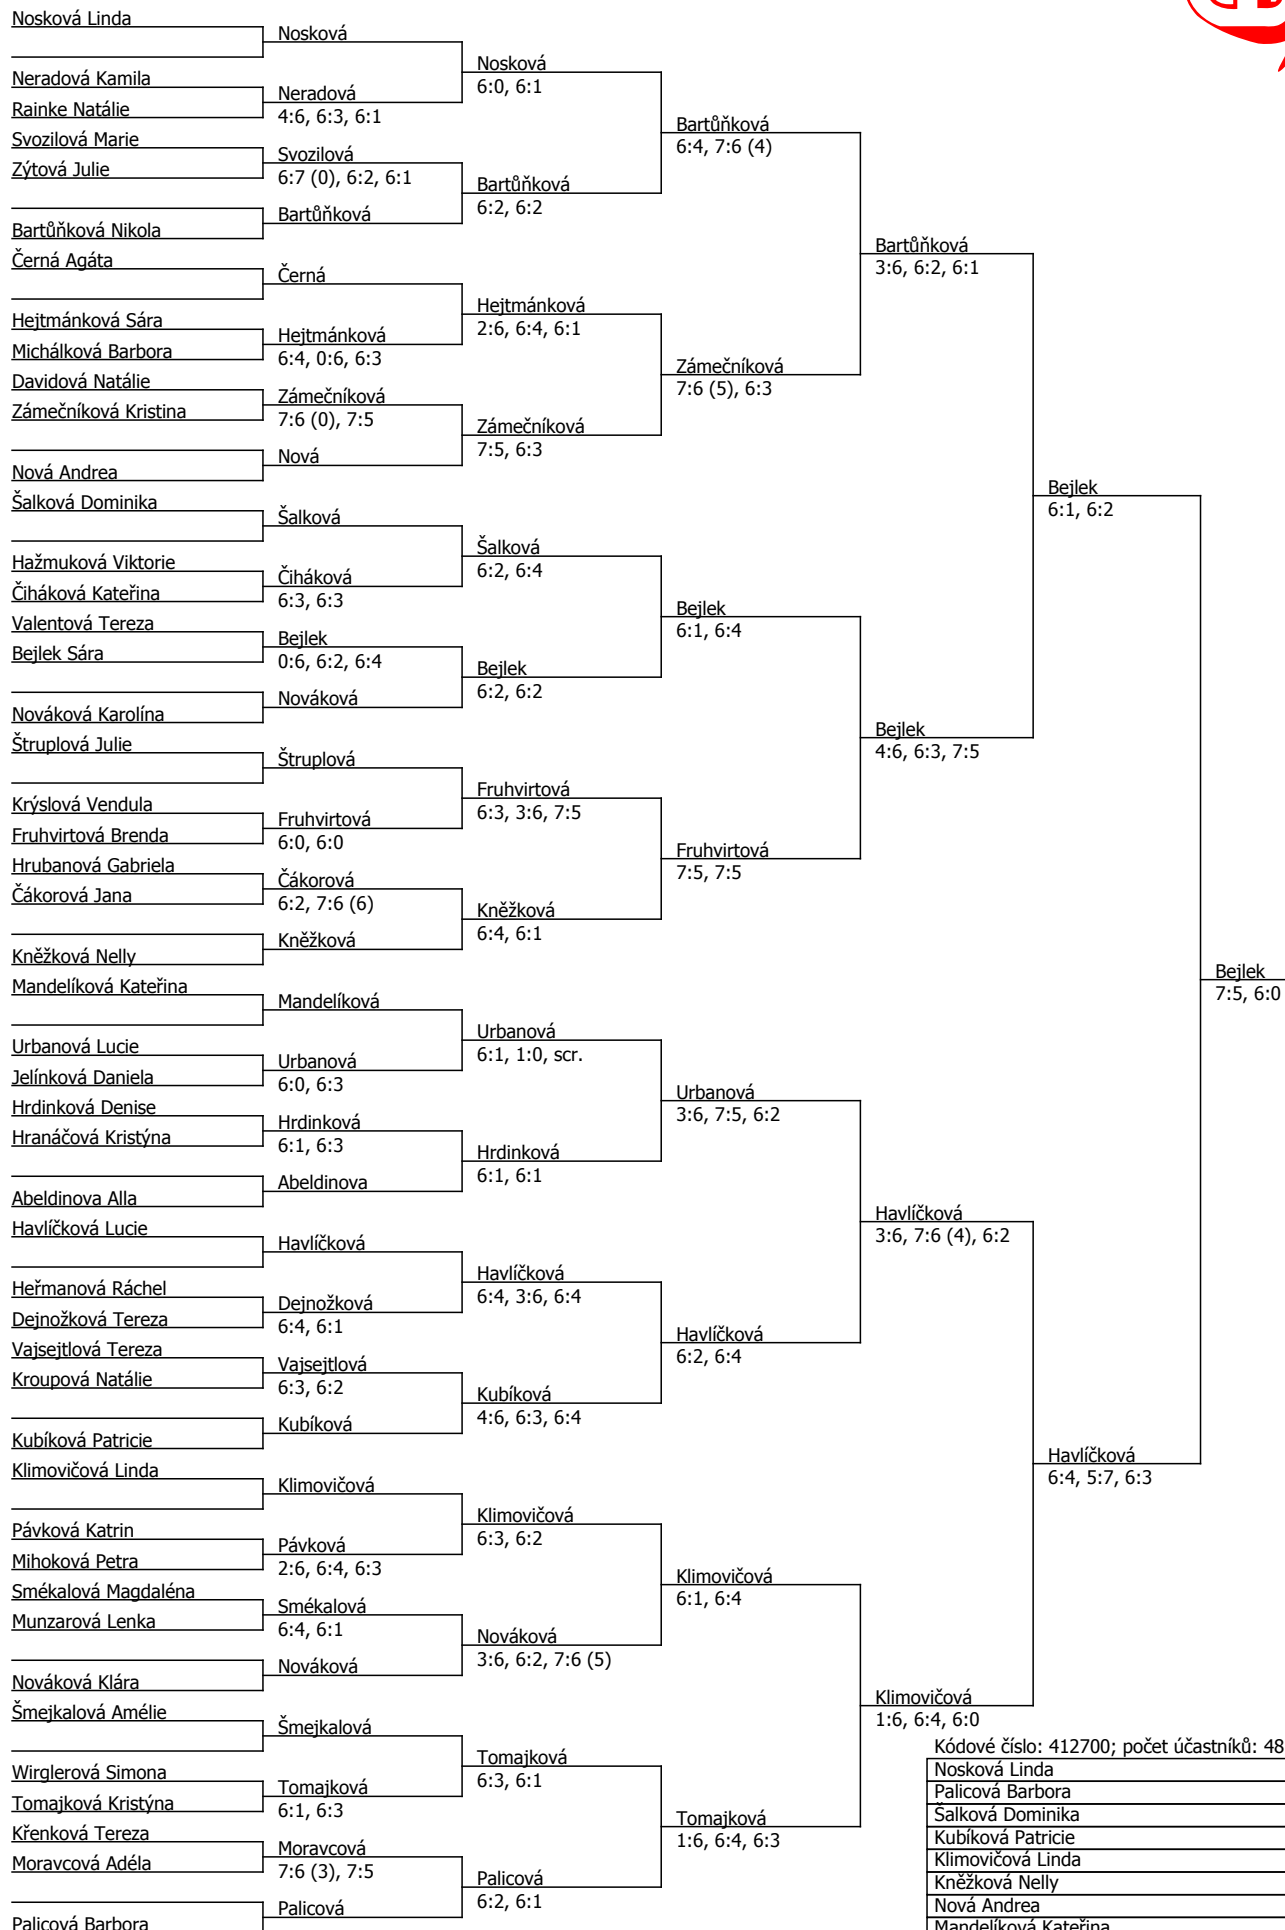 Nosková Linda
Neradová Kamila
Rainke Natálie
Svozilová Marie
Zýtová Julie
Bartůňková Nikola
Černá Agáta
Hejtmánková Sára
Michálková Barbora
Davidová Natálie
Zámečníková Kristina
Nová Andrea
Šalková Dominika
Hažmuková Viktorie
Čiháková Kateřina
Valentová Tereza
Bejlek Sára
Nováková Karolína
Štruplová Julie
Krýslová Vendula
Fruhvirtová Brenda
Hrubanová Gabriela
Čákorová Jana
Kněžková Nelly
Mandelíková Kateřina
Urbanová Lucie
Jelínková Daniela
Hrdinková Denise
Hranáčová Kristýna
Abeldinova Alla
Havlíčková Lucie
Heřmanová Ráchel
Dejnožková Tereza
Vajsejtlová Tereza
Kroupová Natálie
Kubíková Patricie
Klimovičová Linda
Pávková Katrin
Mihoková Petra
Smékalová Magdaléna
Munzarová Lenka
Nováková Klára
Šmejkalová Amélie
Wirglerová Simona
Tomajková Kristýna
Křenková Tereza
Moravcová Adéla
Palicová Barbora
Nosková
Neradová
4:6, 6:3, 6:1
Svozilová
6:7 (0), 6:2, 6:1
Bartůňková
Černá
Hejtmánková
6:4, 0:6, 6:3
Zámečníková
7:6 (0), 7:5
Nová
Šalková
Čiháková
6:3, 6:3
Bejlek
0:6, 6:2, 6:4
Nováková
Štruplová
Fruhvirtová
6:0, 6:0
Čákorová
6:2, 7:6 (6)
Kněžková
Mandelíková
Urbanová
6:0, 6:3
Hrdinková
6:1, 6:3
Abeldinova
Havlíčková
Dejnožková
6:4, 6:1
Vajsejtlová
6:3, 6:2
Kubíková
Klimovičová
Pávková
2:6, 6:4, 6:3
Smékalová
6:4, 6:1
Nováková
Šmejkalová
Tomajková
6:1, 6:3
Moravcová
7:6 (3), 7:5
Palicová
Nosková
6:0, 6:1
Bartůňková
6:2, 6:2
Hejtmánková
2:6, 6:4, 6:1
Zámečníková
7:5, 6:3
Šalková
6:2, 6:4
Bejlek
6:2, 6:2
Fruhvirtová
6:3, 3:6, 7:5
Kněžková
6:4, 6:1
Urbanová
6:1, 1:0, scr.
Hrdinková
6:1, 6:1
Havlíčková
6:4, 3:6, 6:4
Kubíková
4:6, 6:3, 6:4
Klimovičová
6:3, 6:2
Nováková
3:6, 6:2, 7:6 (5)
Tomajková
6:3, 6:1
Palicová
6:2, 6:1
Bartůňková
6:4, 7:6 (4)
Zámečníková
7:6 (5), 6:3
Bejlek
6:1, 6:4
Fruhvirtová
7:5, 7:5
Urbanová
3:6, 7:5, 6:2
Havlíčková
6:2, 6:4
Klimovičová
6:1, 6:4
Tomajková
1:6, 6:4, 6:3
Bartůňková
3:6, 6:2, 6:1
Bejlek
4:6, 6:3, 7:5
Havlíčková
3:6, 7:6 (4), 6:2
Klimovičová
1:6, 6:4, 6:0
Bejlek
6:1, 6:2
Havlíčková
6:4, 5:7, 6:3
Bejlek
7:5, 6:0
Kódové číslo: 412700; počet účastníků: 48
Nosková Linda
Palicová Barbora
Šalková Dominika
Kubíková Patricie
Klimovičová Linda
Kněžková Nelly
Nová Andrea
Mandelíková Kateřina